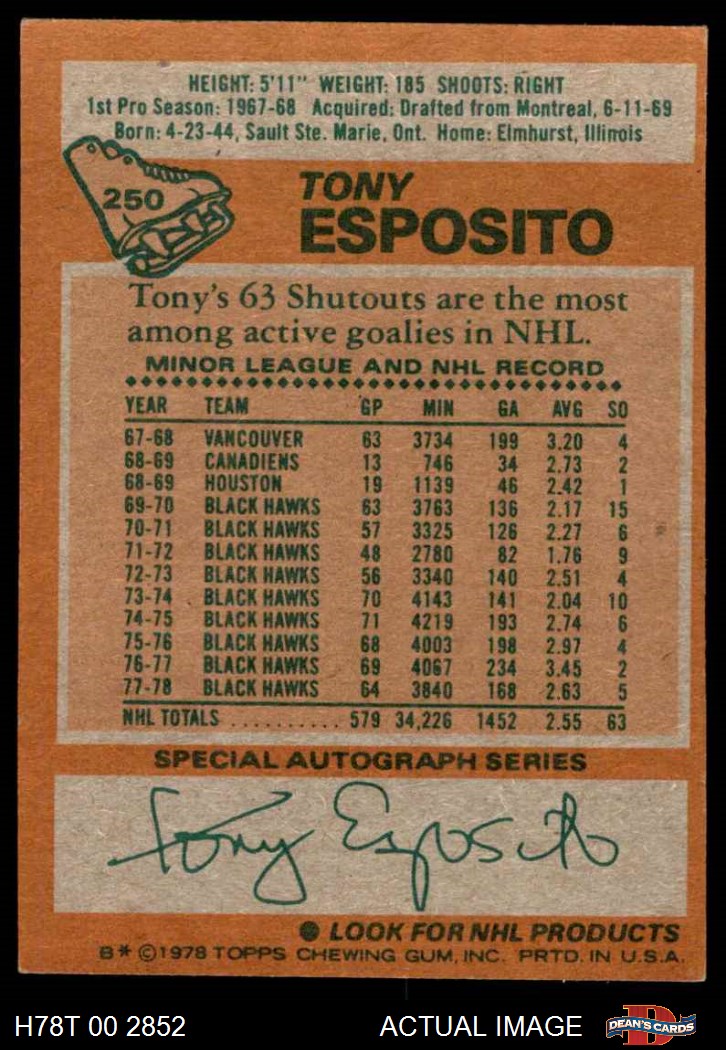 HEIGHT: 5'11" WEIGHT: 185 SHOOTS: RIGHT
1st Pro Season: 1967-68 Acquired: Drafted from Montreal, 6-11-69
Born: 4-23-44, Sault Ste. Marie, Ont. Home: Elmhurst, Illinois
250
TONY
ESPOSITO
Tony's 63 Shutouts are the most
among active goalies in NHL.
MINOR LEAGUE AND NHL RECORD
YEAR TEAM GP MIN GA AVG SO
67-68 VANCOUVER 63 3734 199 3.20 4
68-69 CANADIENS 13 746 34 2.73 2
68-69 HOUSTON 19 1139 46 2.42 1
69-70 BLACK HAWKS 63 3763 136 2.17 15
70-71 BLACK HAWKS 57 3325 126 2.27 6
71-72 BLACK HAWKS 48 2780 82 1.76 9
72-73 BLACK HAWKS 56 3340 140 2.51 4
73-74 BLACK HAWKS 70 4143 141 2.04 10
74-75 BLACK HAWKS 71 4219 193 2.74 6
75-76 BLACK HAWKS 68 4003 198 2.97 4
76-77 BLACK HAWKS 69 4067 234 3.45 2
77-78 BLACK HAWKS 64 3840 168 2.63 5
NHL TOTALS .......... 579 34,226 1452 2.55 63
SPECIAL AUTOGRAPH SERIES
Tony Esposito
● LOOK FOR NHL PRODUCTS
B* ©1978 TOPPS CHEWING GUM, INC. PRTD. IN U.S.A.
H78T 00 2852 ACTUAL IMAGE D DEAN'S CARDS